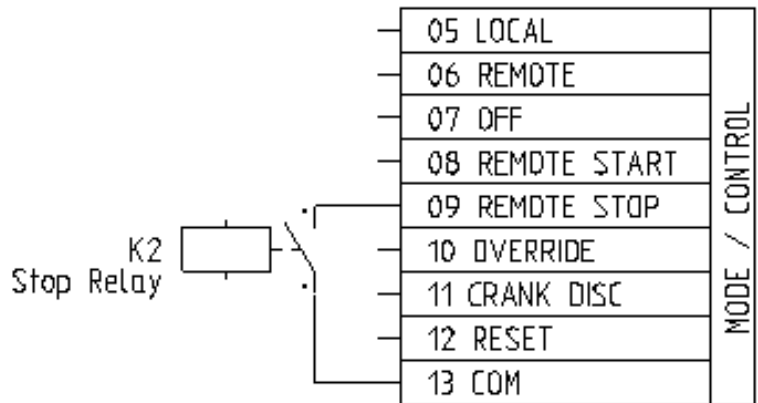 05 LOCAL
06 REMOTE
07 OFF
08 REMOTE START
09 REMOTE STOP
10 OVERRIDE
11 CRANK DISC
12 RESET
13 COM
MODE / CONTROL
K2
Stop Relay